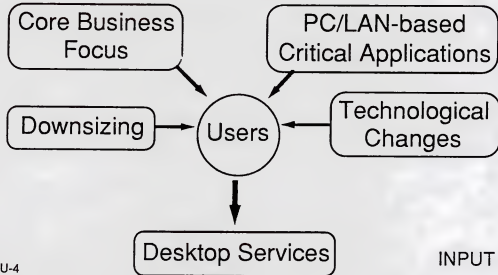 Core Business
Focus
PC/LAN-based
Critical Applications
Downsizing
Users
Technological
Changes
Desktop Services
U-4
INPUT